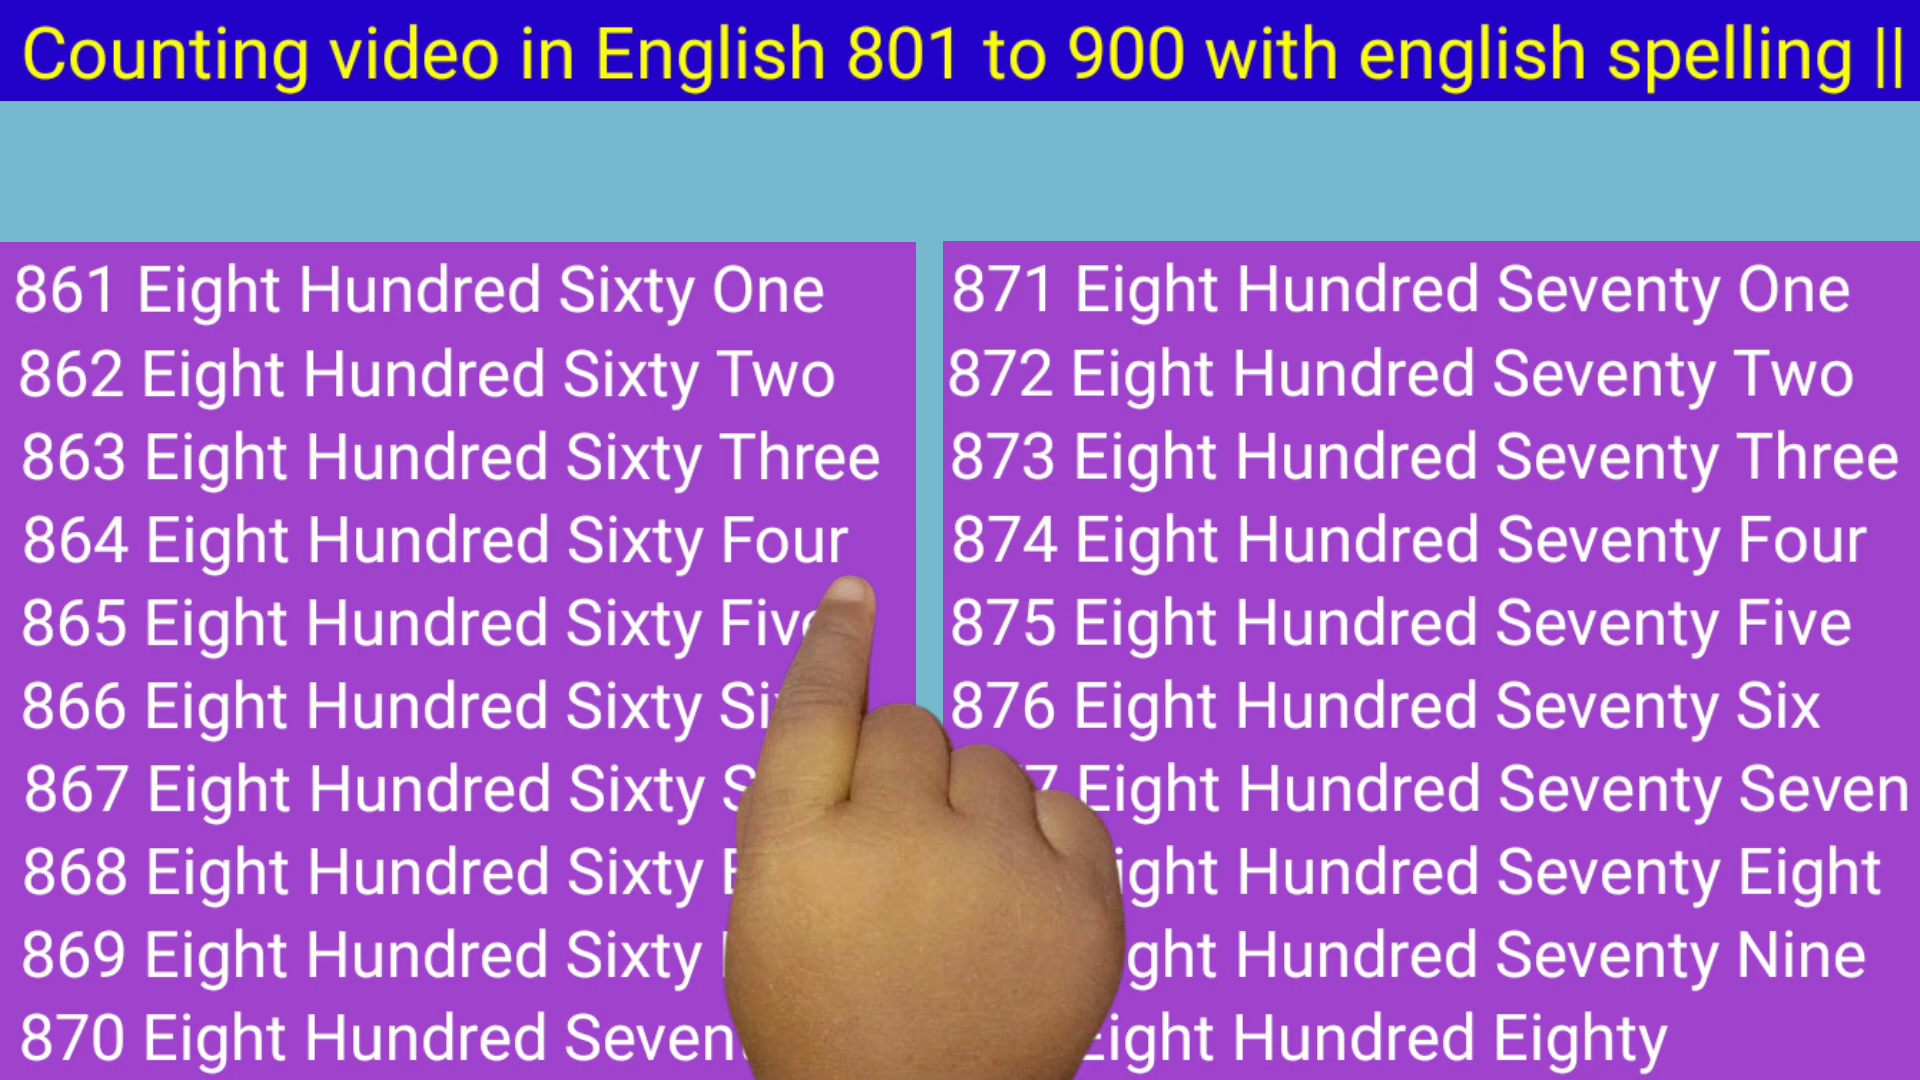 Counting video in English 801 to 900 with english spelling ||
861 Eight Hundred Sixty One
862 Eight Hundred Sixty Two
863 Eight Hundred Sixty Three
864 Eight Hundred Sixty Four
865 Eight Hundred Sixty Five
866 Eight Hundred Sixty
867 Eight Hundred Sixty
868 Eight Hundred Sixty
869 Eight Hundred Sixty
870 Eight Hundred
871 Eight Hundred Seventy One
872 Eight Hundred Seventy Two
873 Eight Hundred Seventy Three
874 Eight Hundred Seventy Four
875 Eight Hundred Seventy Five
876 Eight Hundred Seventy Six
Eight Hundred Seventy Seven
Eight Hundred Seventy Eight
Hundred Seventy Nine
Eight Hundred Eighty